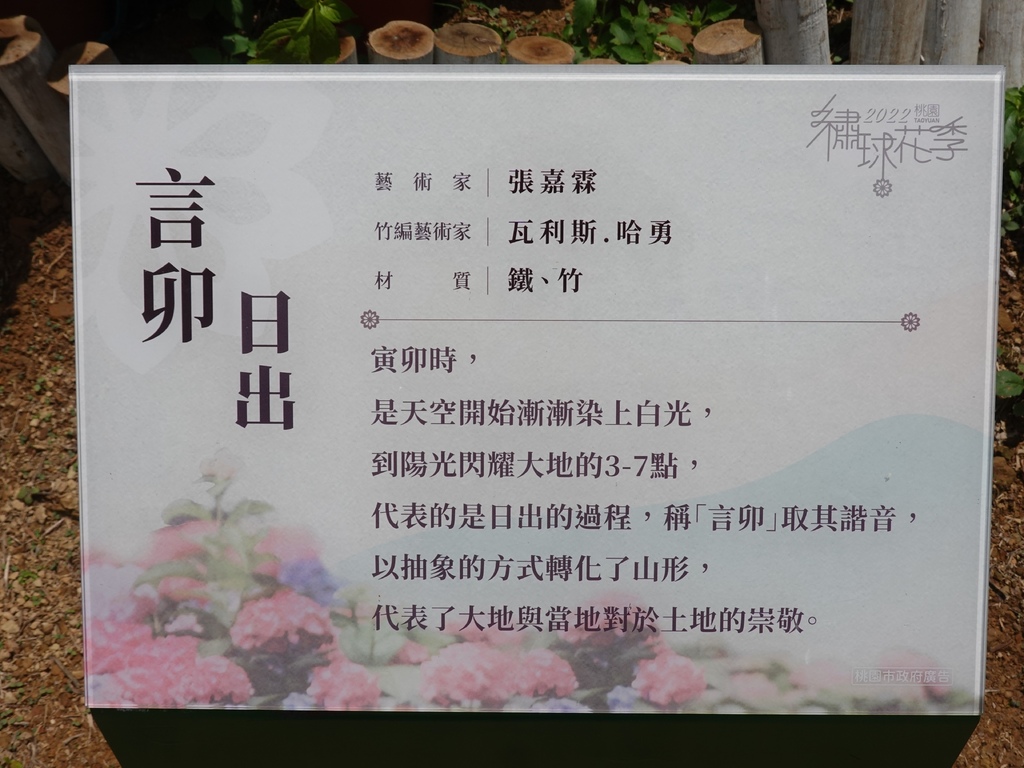 2022 桃園
TAOYUAN
繡球花季
言卯
日出
藝術家｜張嘉霖
竹編藝術家｜瓦利斯.哈勇
材質｜鐵、竹
寅卯時，
是天空開始漸漸染上白光，
到陽光閃耀大地的3-7點，
代表的是日出的過程，稱「言卯」取其諧音，
以抽象的方式轉化了山形，
代表了大地與當地對於土地的崇敬。
桃園市政府廣告